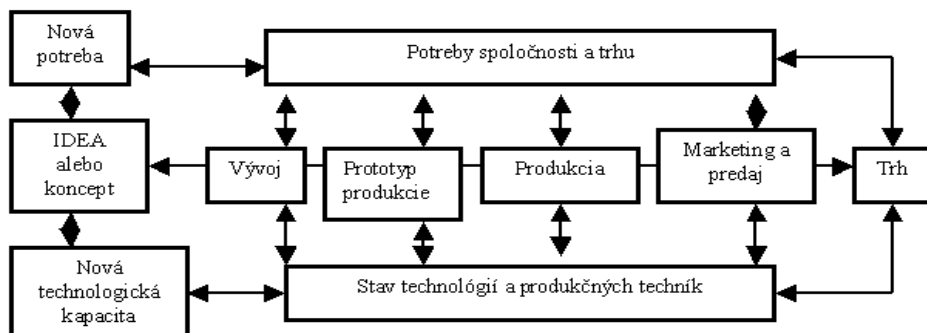 Nová
potreba
Potreby spoločnosti a trhu
IDEA
alebo
koncept
Vývoj
Prototyp
produkcie
Produkcia
Marketing a
predaj
Trh
Nová
technologická
kapacita
Stav technológií a produkčných techník